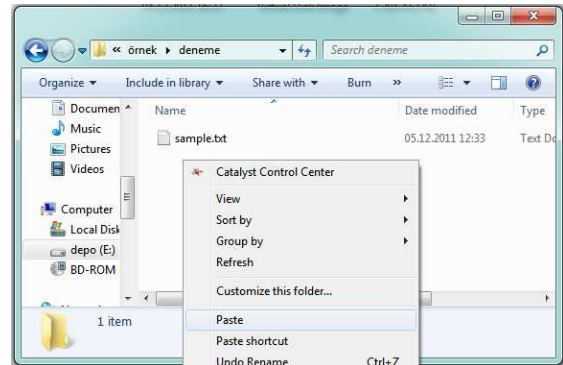 « örnek ▸ deneme
Search deneme
Organize ▾ Include in library ▾ Share with ▾ Burn »
Documen
Music
Pictures
Videos
Computer
Local Disk
depo (E:)
BD-ROM
Name Date modified Type
sample.txt 05.12.2011 12:33 Text Do
Catalyst Control Center
View
Sort by
Group by
Refresh
Customize this folder...
Paste
Paste shortcut
Undo Rename Ctrl+Z
1 item